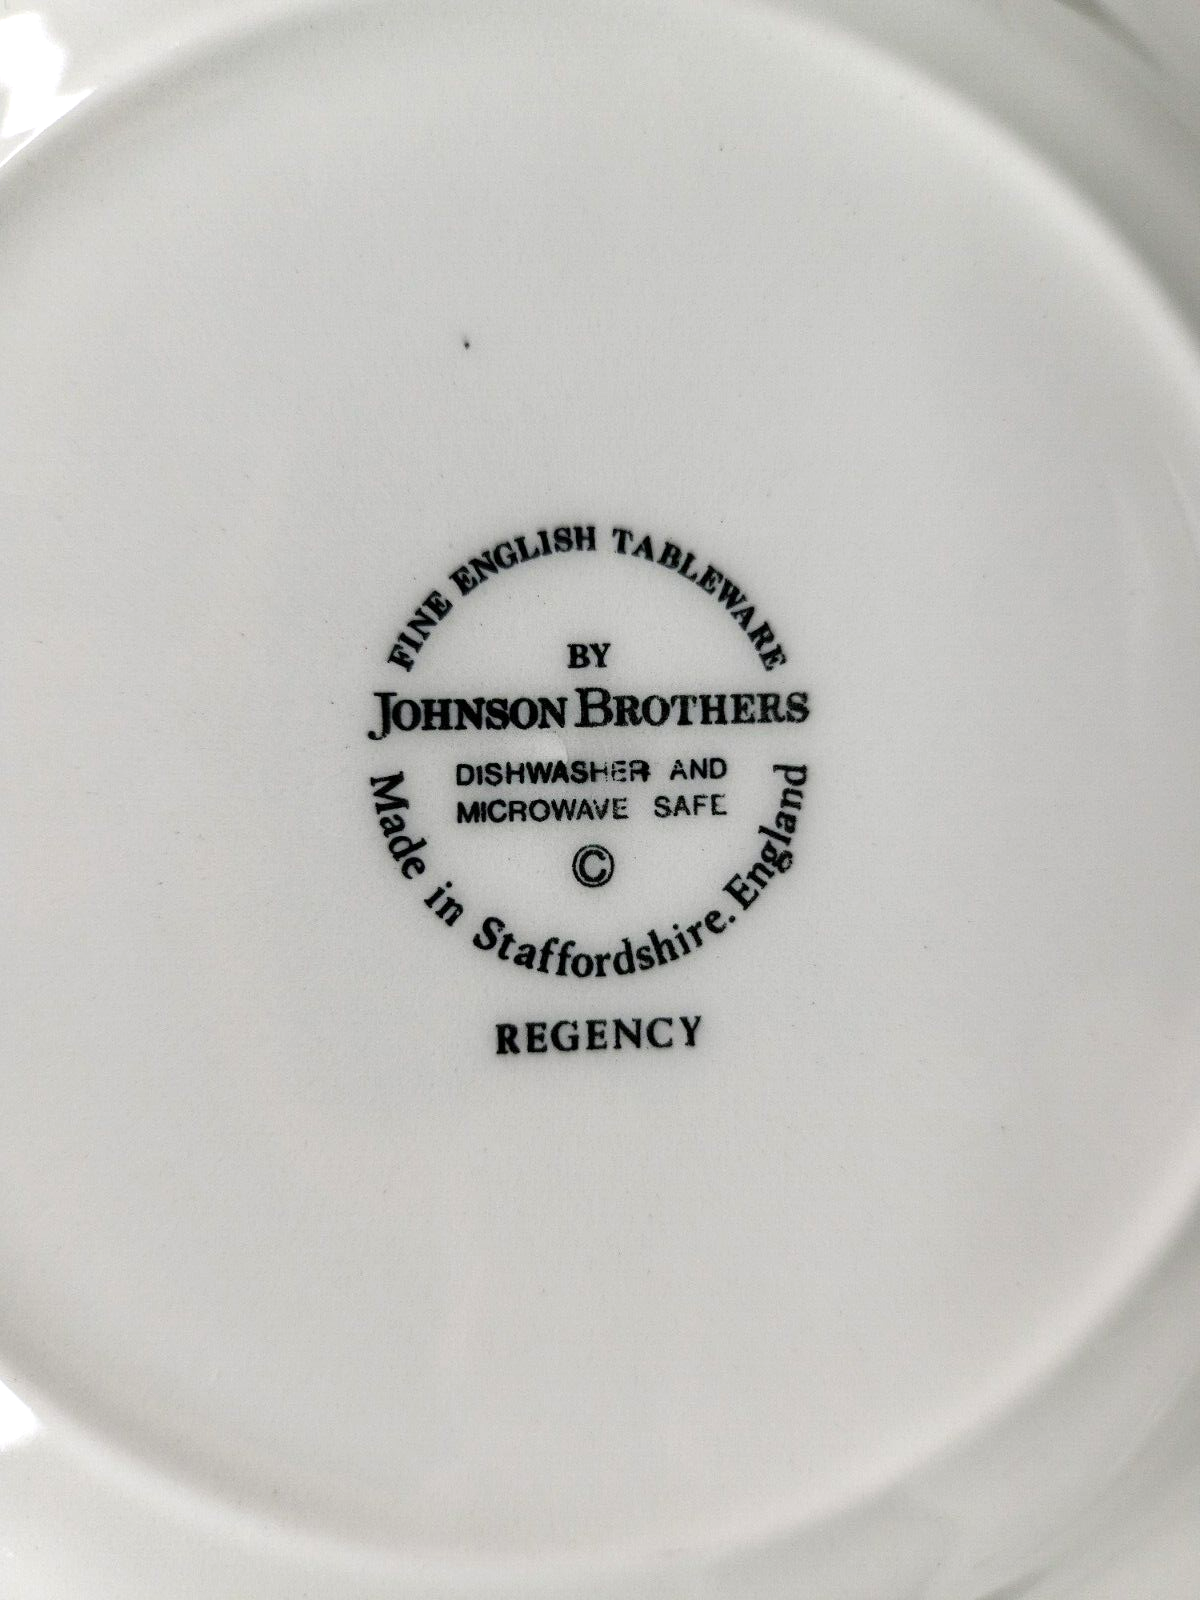 FINE ENGLISH TABLEWARE
BY
JOHNSON BROTHERS
DISHWASHER AND
MICROWAVE SAFE
©
Made in Staffordshire. England
REGENCY